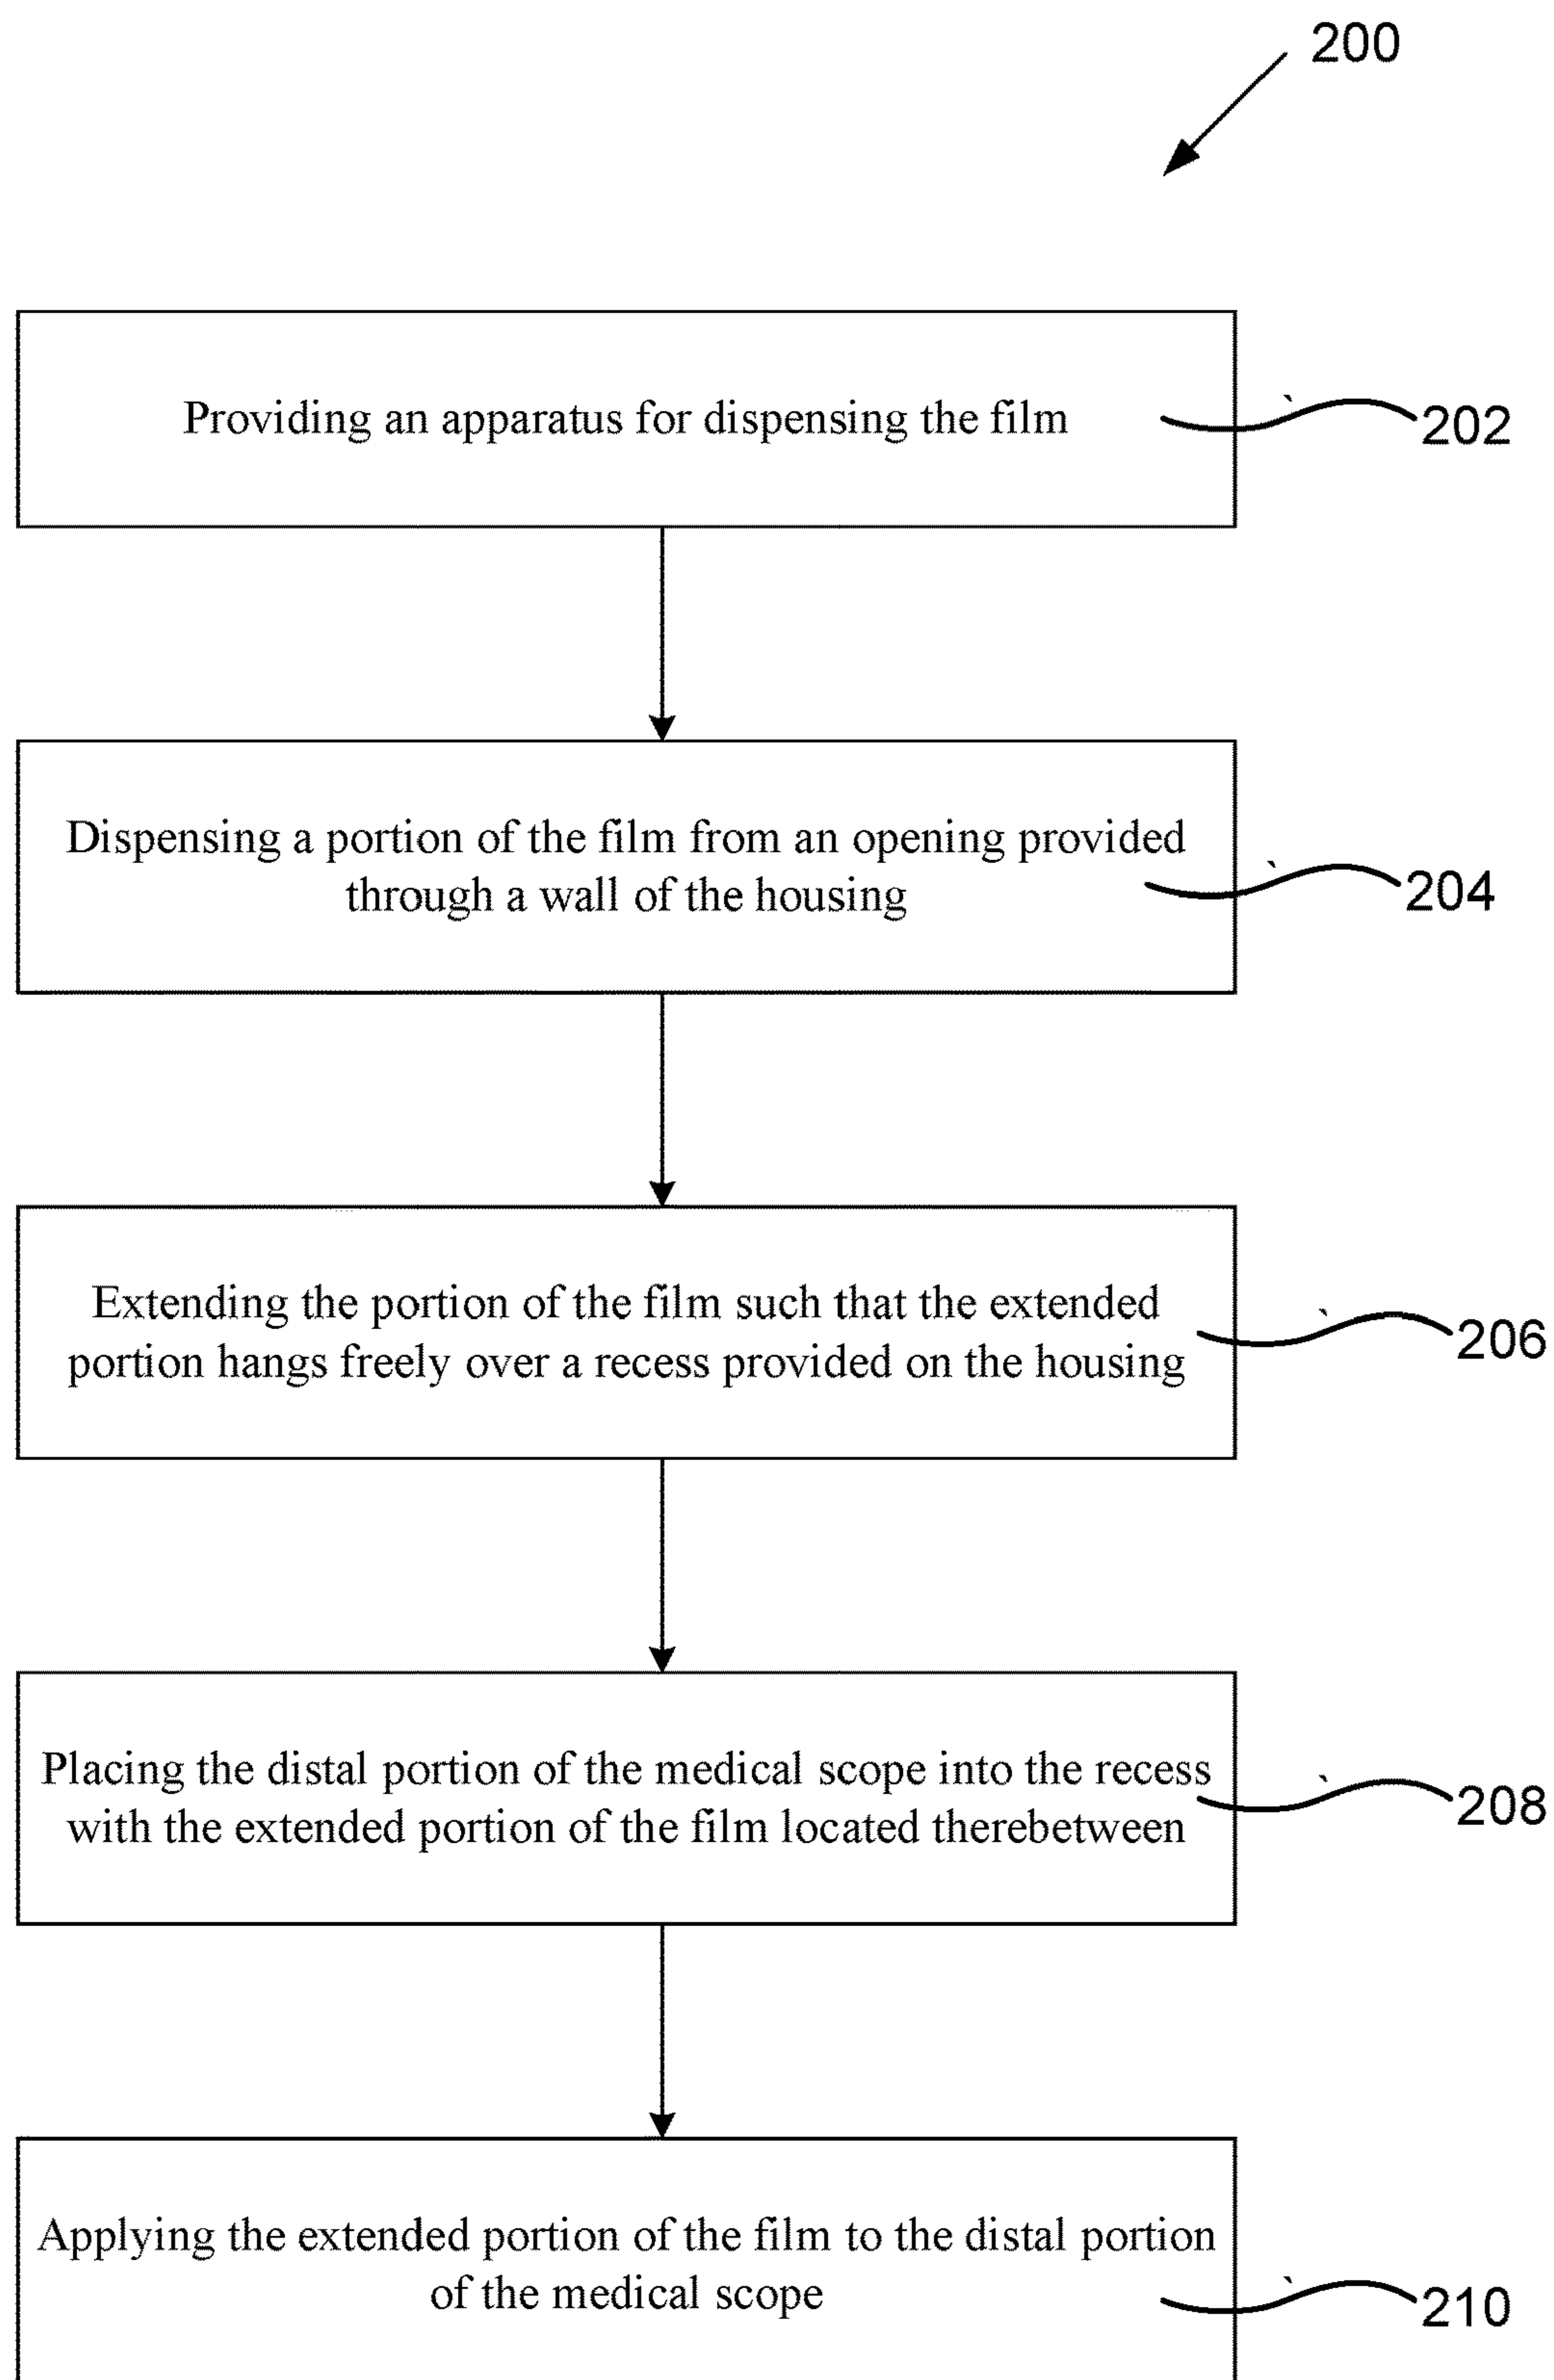 200
Providing an apparatus for dispensing the film
202
Dispensing a portion of the film from an opening provided
through a wall of the housing
204
Extending the portion of the film such that the extended
portion hangs freely over a recess provided on the housing
206
Placing the distal portion of the medical scope into the recess
with the extended portion of the film located therebetween
208
Applying the extended portion of the film to the distal portion
of the medical scope
210